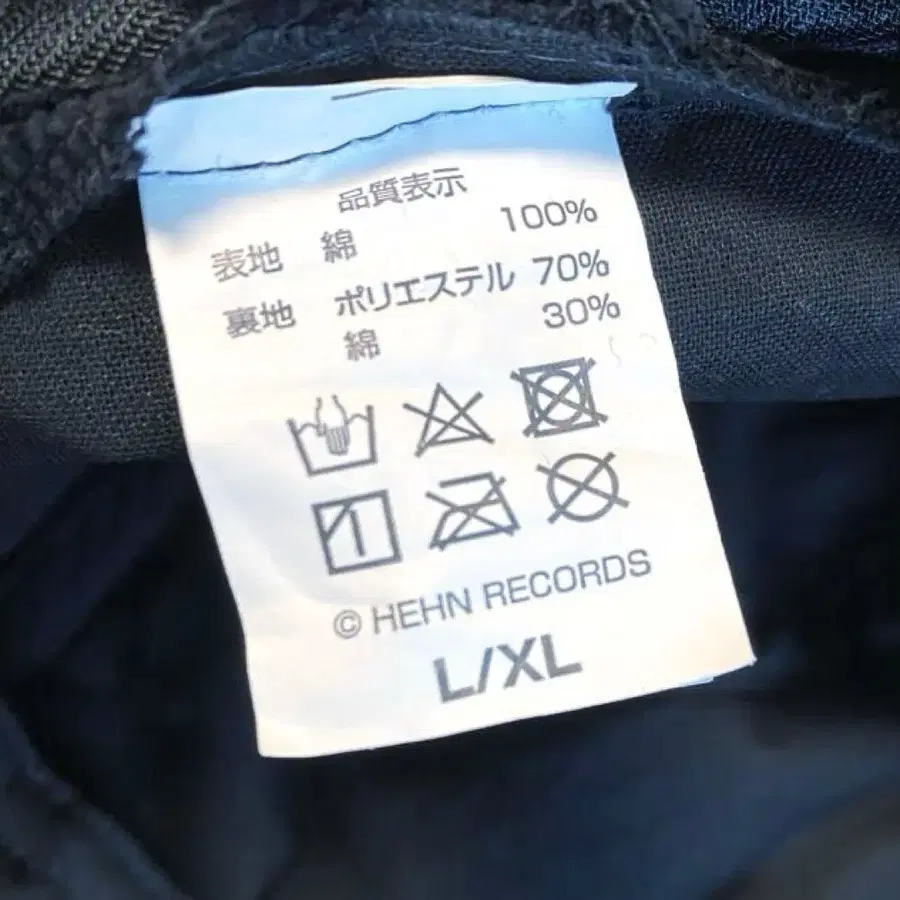 品質表示
表地 綿 100%
裏地 ポリエステル 70%
綿 30%
© HEHN RECORDS
L/XL